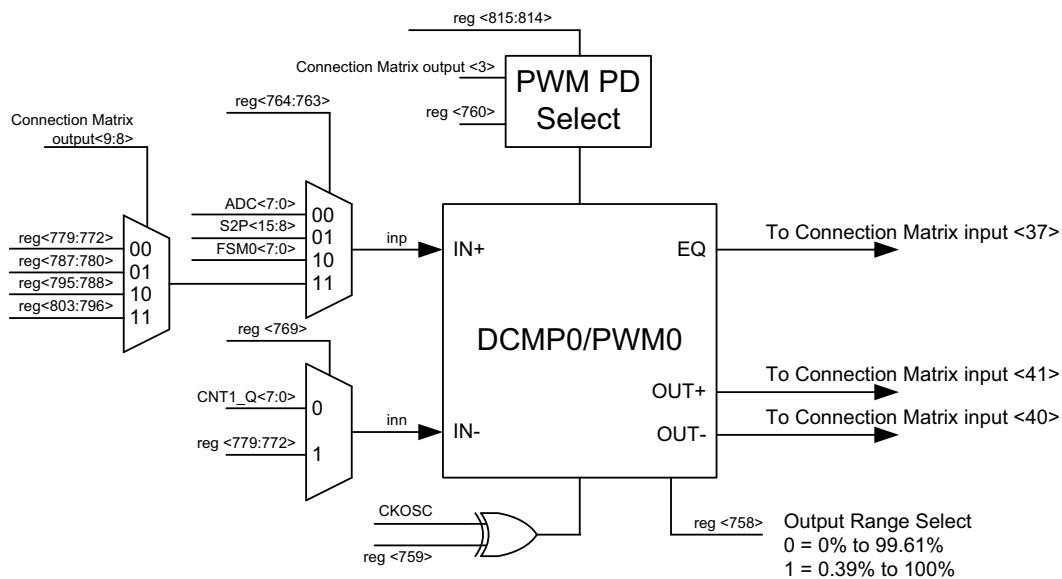 reg <815:814>
Connection Matrix output <3>
PWM PD
Select
reg <760>
reg<764:763>
Connection Matrix
output<9:8>
ADC<7:0>
S2P<15:8>
FSM0<7:0>
00
01
10
11
reg<779:772>
reg<787:780>
reg<795:788>
reg<803:796>
00
01
10
11
inp
IN+
EQ
To Connection Matrix input <37>
DCMP0/PWM0
reg <769>
CNT1_Q<7:0>
0
reg <779:772>
1
inn
IN-
OUT+
To Connection Matrix input <41>
OUT-
To Connection Matrix input <40>
CKOSC
reg <759>
reg <758>
Output Range Select
0 = 0% to 99.61%
1 = 0.39% to 100%